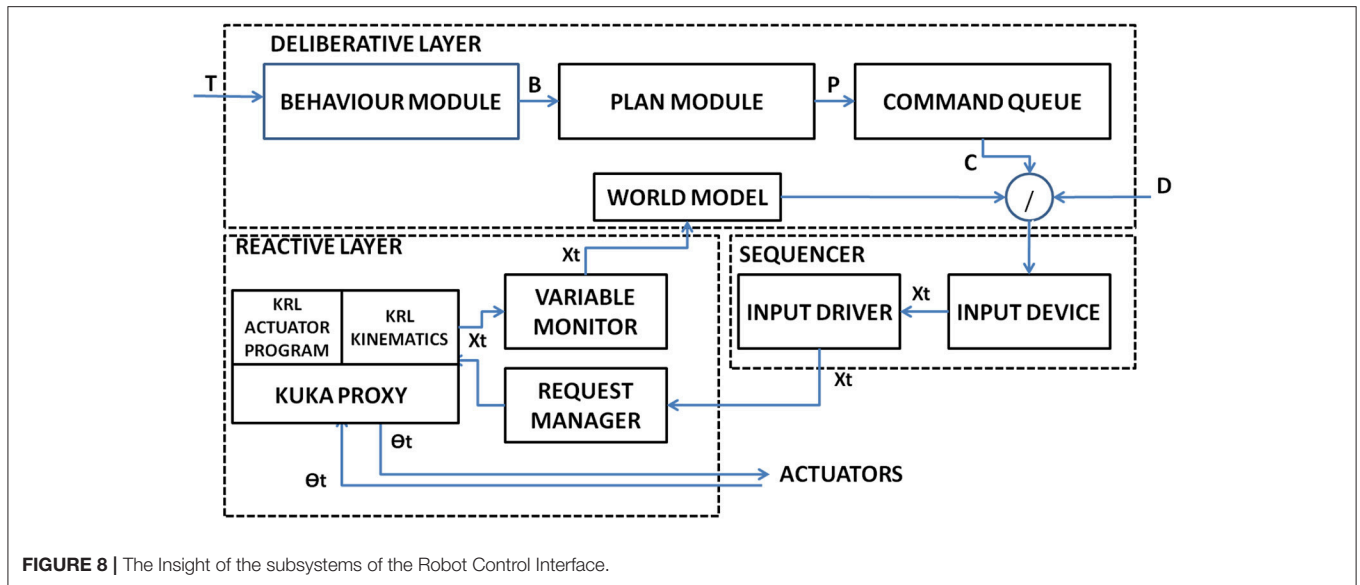 DELIBERATIVE LAYER
T
BEHAVIOUR MODULE
B
PLAN MODULE
P
COMMAND QUEUE
C
WORLD MODEL
/
D
REACTIVE LAYER
Xt
KRL
ACTUATOR
PROGRAM
KRL
KINEMATICS
Xt
VARIABLE
MONITOR
KUKA PROXY
REQUEST
MANAGER
SEQUENCER
INPUT DRIVER
Xt
INPUT DEVICE
Xt
Θt
Θt
ACTUATORS
FIGURE 8 | The Insight of the subsystems of the Robot Control Interface.